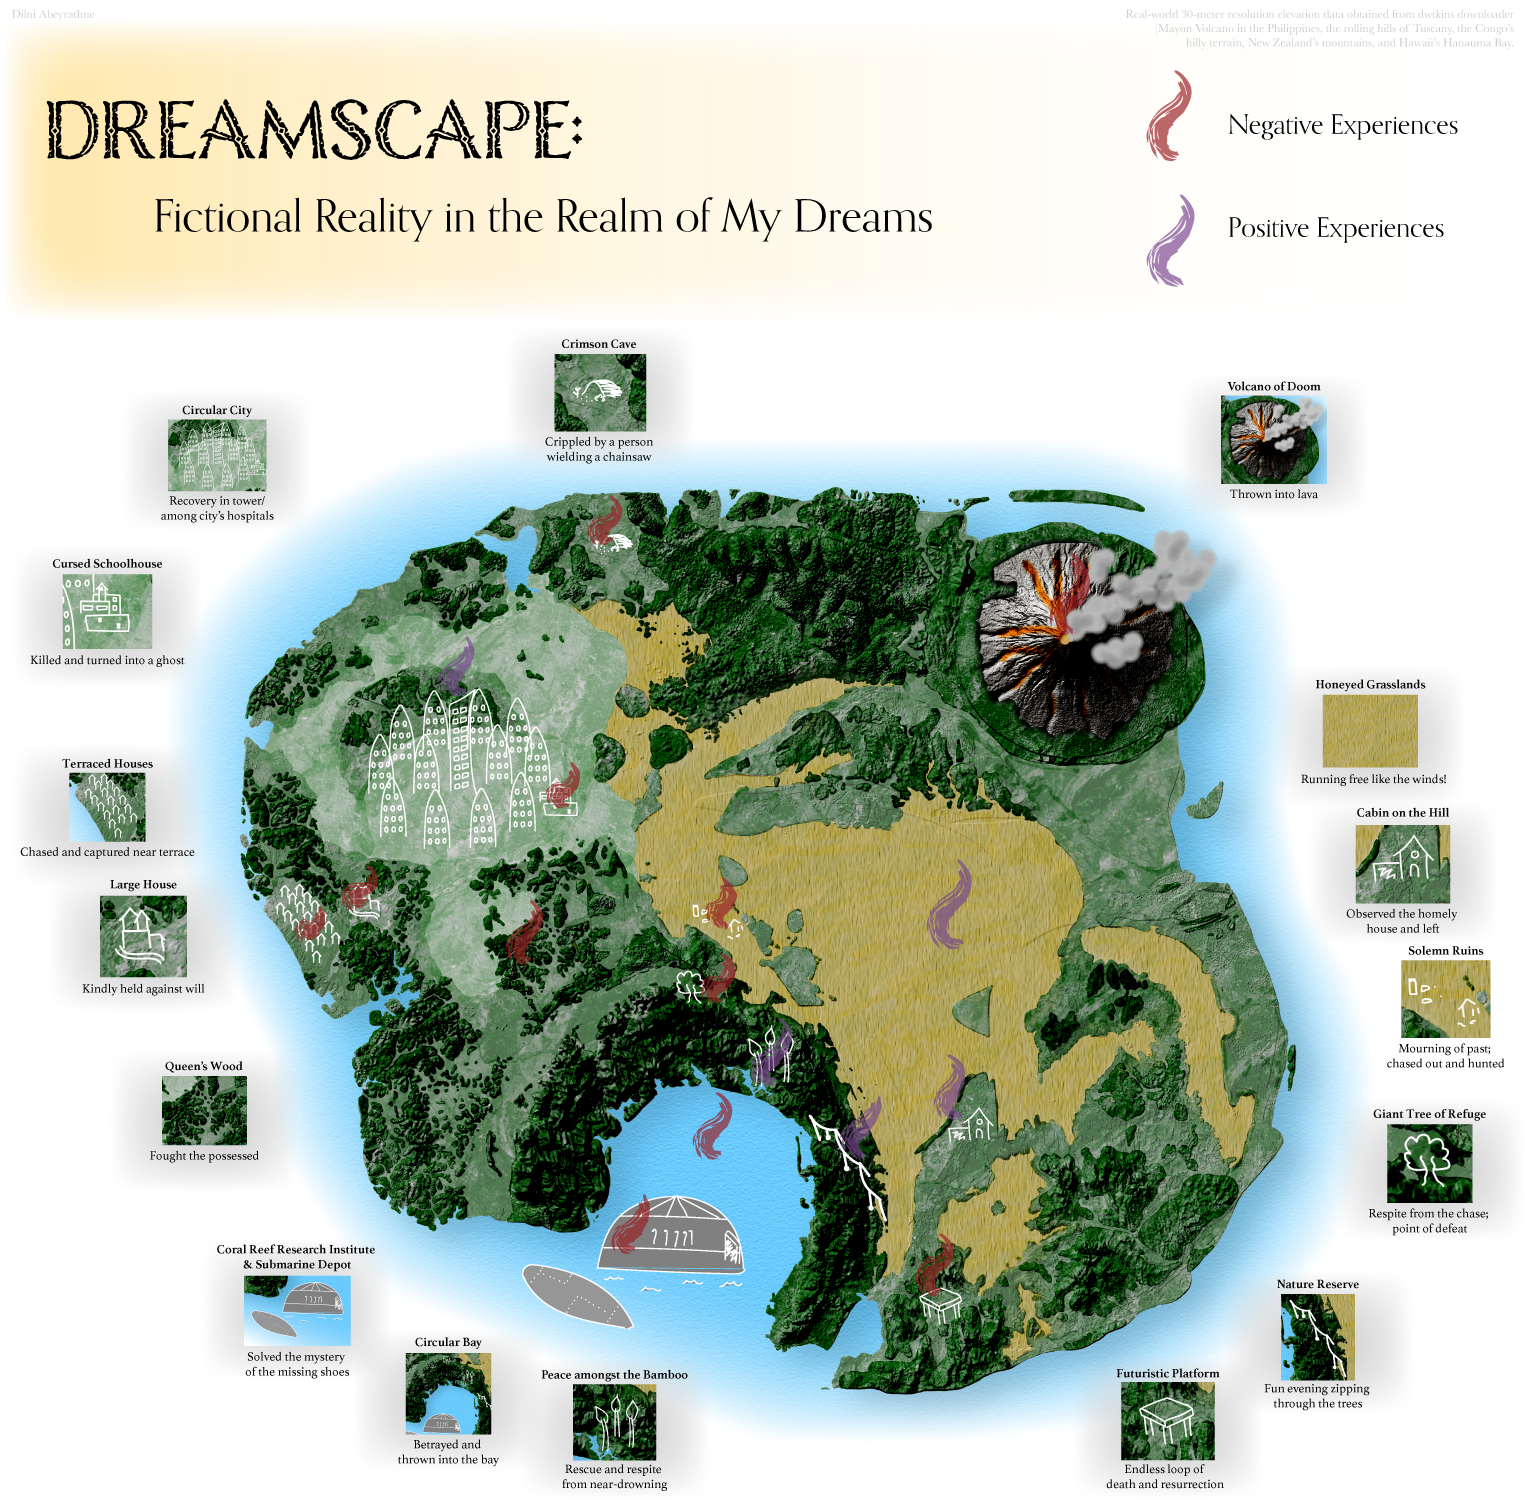 Dilni Abeyrathne
Real-world 30-meter resolution elevation data obtained from dwtkins downloader
(Mayon Volcano in the Philippines, the rolling hills of Tuscany, the Congo's
hilly terrain, New Zealand's mountains, and Hawaii's Hanauma Bay.
DREAMSCAPE:
Fictional Reality in the Realm of My Dreams
Negative Experiences
Positive Experiences
Crimson Cave
Crippled by a person
wielding a chainsaw
Volcano of Doom
Thrown into lava
Circular City
Recovery in tower/
among city's hospitals
Cursed Schoolhouse
Killed and turned into a ghost
Honeyed Grasslands
Running free like the winds!
Terraced Houses
Chased and captured near terrace
Cabin on the Hill
Observed the homely
house and left
Large House
Kindly held against will
Solemn Ruins
Mourning of past;
chased out and hunted
Queen's Wood
Fought the possessed
Giant Tree of Refuge
Respite from the chase;
point of defeat
Coral Reef Research Institute
& Submarine Depot
Solved the mystery
of the missing shoes
Nature Reserve
Fun evening zipping
through the trees
Circular Bay
Betrayed and
thrown into the bay
Peace amongst the Bamboo
Rescue and respite
from near-drowning
Futuristic Platform
Endless loop of
death and resurrection